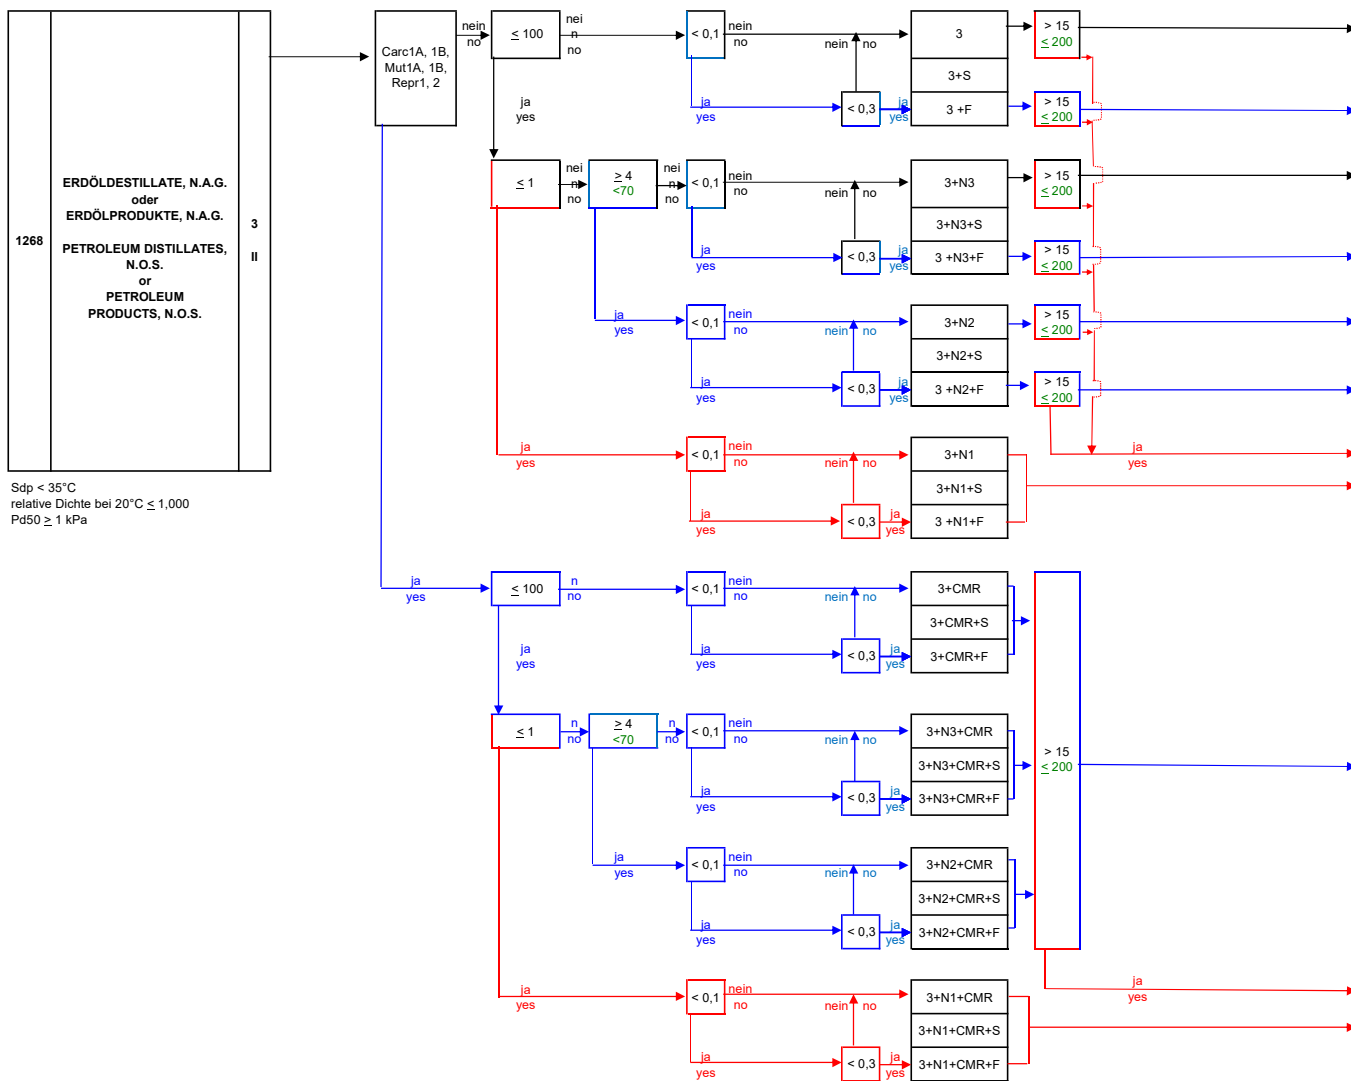 1268
ERDÖLDESTILLATE, N.A.G.
oder
ERDÖLPRODUKTE, N.A.G.
PETROLEUM DISTILLATES,
N.O.S.
or
PETROLEUM
PRODUCTS, N.O.S.
3
II
Sdp < 35°C
relative Dichte bei 20°C ≤ 1,000
Pd50 ≥ 1 kPa
Carc1A, 1B,
Mut1A, 1B,
Repr1, 2
nein
no
≤ 100
nei
n
no
< 0,1
nein
no
nein no
3
3+S
3 +F
> 15
≤ 200
ja
yes
ja
yes
< 0,3
ja
yes
> 15
≤ 200
≤ 1
nei
n
no
≥ 4
<70
nei
n
no
< 0,1
nein
no
nein no
3+N3
3+N3+S
3 +N3+F
> 15
≤ 200
ja
yes
< 0,3
ja
yes
> 15
≤ 200
ja
yes
< 0,1
nein
no
nein no
3+N2
3+N2+S
3 +N2+F
> 15
≤ 200
ja
yes
< 0,3
ja
yes
> 15
≤ 200
ja
yes
ja
yes
< 0,1
nein
no
nein no
3+N1
3+N1+S
3 +N1+F
ja
yes
< 0,3
ja
yes
ja
yes
≤ 100
n
no
< 0,1
nein
no
nein no
3+CMR
3+CMR+S
3+CMR+F
ja
yes
ja
yes
< 0,3
ja
yes
≤ 1
n
no
≥ 4
<70
n
no
< 0,1
nein
no
nein no
3+N3+CMR
3+N3+CMR+S
3+N3+CMR+F
> 15
≤ 200
ja
yes
< 0,3
ja
yes
ja
yes
< 0,1
nein
no
nein no
3+N2+CMR
3+N2+CMR+S
3+N2+CMR+F
ja
yes
< 0,3
ja
yes
ja
yes
ja
yes
< 0,1
nein
no
nein no
3+N1+CMR
3+N1+CMR+S
3+N1+CMR+F
ja
yes
< 0,3
ja
yes